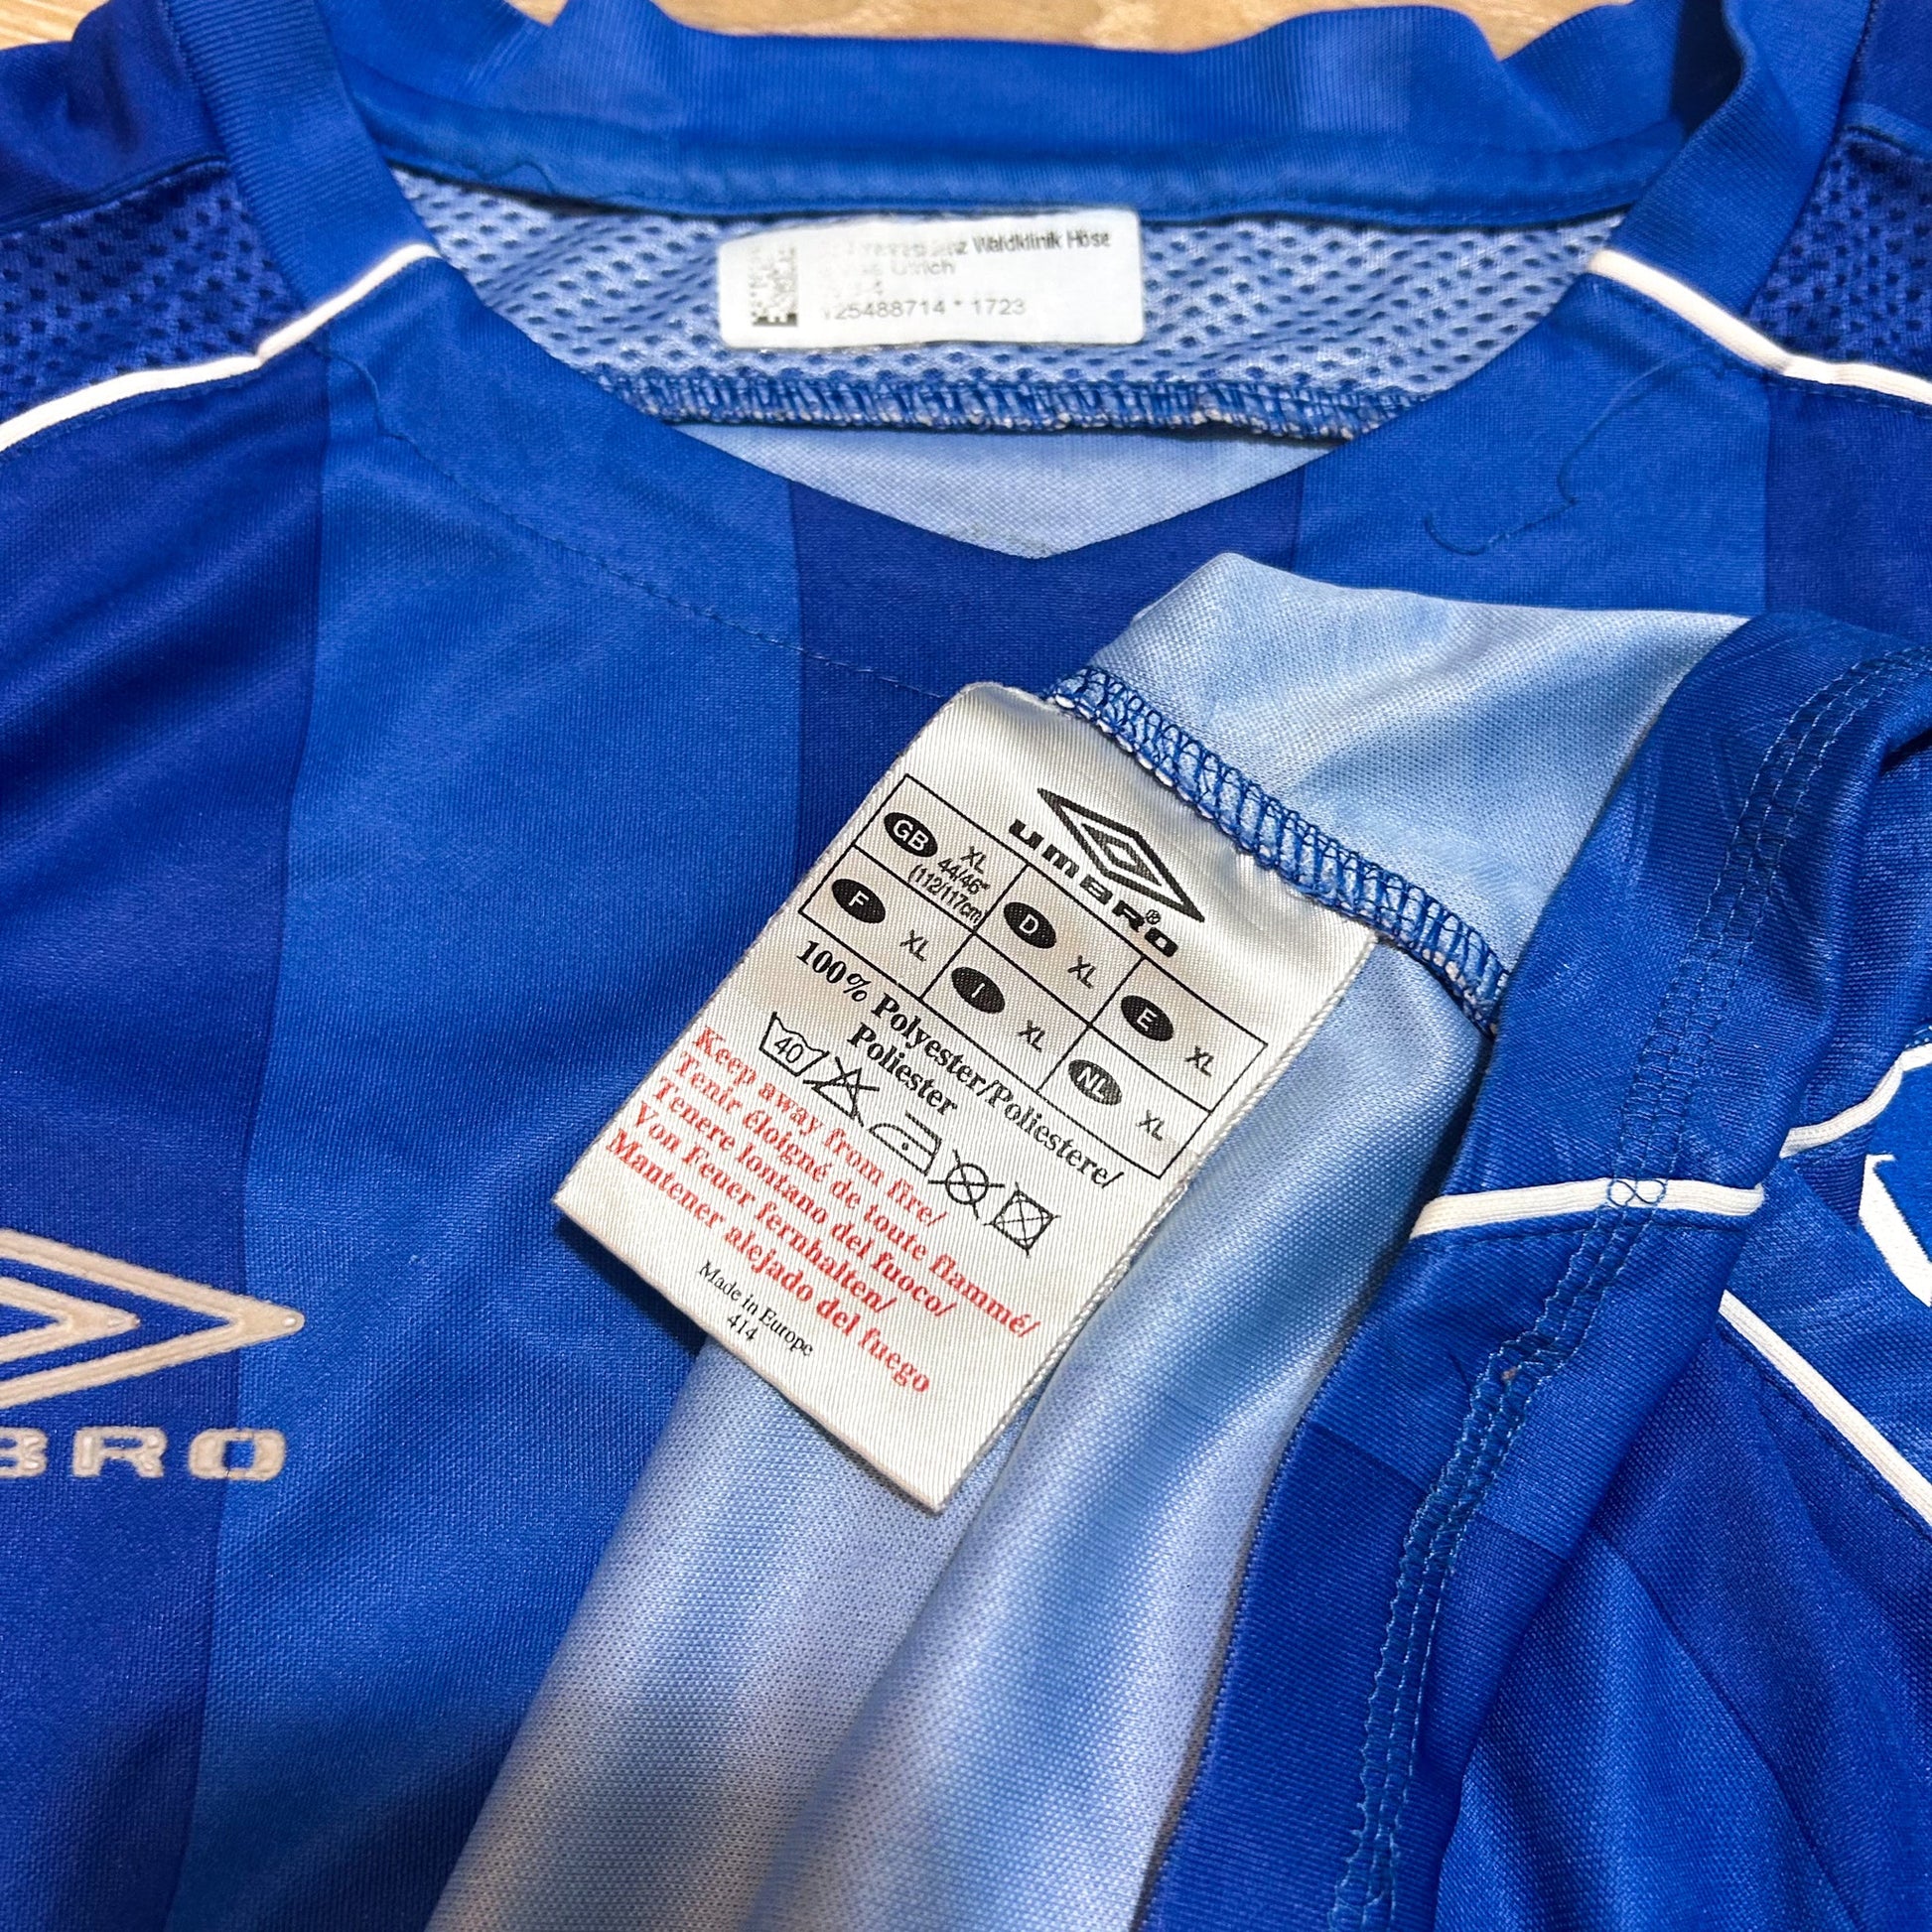 Waldklinik Höse
Ulrich
125488714 * 1723
UMBRO®
GB XL
44/46"
(112/117cm)
D XL
E XL
F XL
I XL
NL XL
100% Polyester/Poliestere/
Poliester
40
Keep away from fire/
Tenir éloigné de toute flammé/
Tenere lontano del fuoco/
Von Feuer fernhalten/
Mantener alejado del fuego
Made in Europe
414
BRO